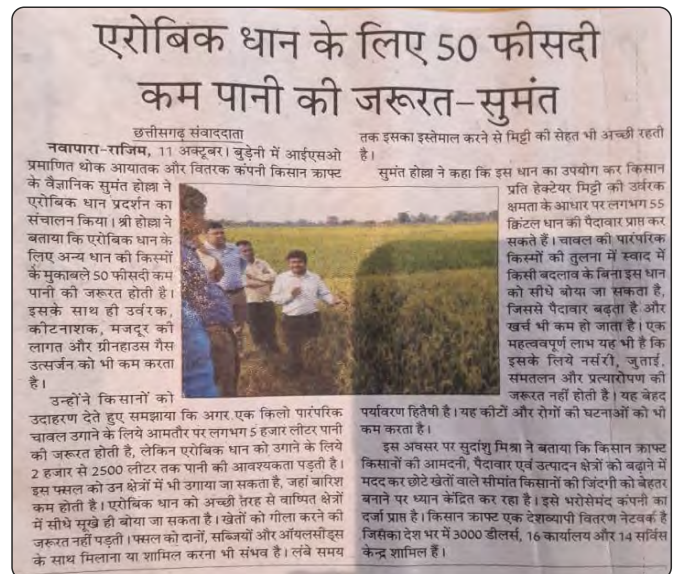 एरोबिक धान के लिए 50 फीसदी
कम पानी की जरूरत-सुमंत
छत्तीसगढ़ संवाददाता
नवापारा-राजिम, 11 अक्टूबर। बुड़ेनी में आईएसओ
प्रमाणित थोक आयातक और वितरक कंपनी किसान क्राफ्ट
के वैज्ञानिक सुमंत होल्ला ने
एरोबिक धान प्रदर्शन का
संचालन किया। श्री होल्ला ने
बताया कि एरोबिक धान के
लिए अन्य धान की किस्मों
के मुकाबले 50 फीसदी कम
पानी की जरूरत होती है।
इसके साथ ही उर्वरक,
कीटनाशक, मजदूर की
लागत और ग्रीनहाउस गैस
उत्सर्जन को भी कम करता
है।
उन्होंने किसानों को
उदाहरण देते हुए समझाया कि अगर एक किलो पारंपरिक
चावल उगाने के लिये आमतौर पर लगभग 5 हजार लीटर पानी
की जरूरत होती है, लेकिन एरोबिक धान को उगाने के लिये
2 हजार से 2500 लीटर तक पानी की आवश्यकता पड़ती है।
इस फसल को उन क्षेत्रों में भी उगाया जा सकता है, जहां बारिश
कम होती है। एरोबिक धान को अच्छी तरह से वाष्पित क्षेत्रों
में सीधे सूखे ही बोया जा सकता है। खेतों को गीला करने की
जरूरत नहीं पड़ती। फसल को दानों, सब्जियों और ऑयलसीड्स
के साथ मिलाना या शामिल करना भी संभव है। लंबे समय
तक इसका इस्तेमाल करने से मिट्टी की सेहत भी अच्छी रहती
है।
सुमंत होल्ला ने कहा कि इस धान का उपयोग कर किसान
प्रति हेक्टेयर मिट्टी की उर्वरक
क्षमता के आधार पर लगभग 55
क्विंटल धान की पैदावार प्राप्त कर
सकते हैं। चावल की पारंपरिक
किस्मों की तुलना में स्वाद में
किसी बदलाव के बिना इस धान
को सीधे बोया जा सकता है,
जिससे पैदावार बढ़ता है और
खर्च भी कम हो जाता है। एक
महत्ववपूर्ण लाभ यह भी है कि
इसके लिये नर्सरी, जुताई,
समतलन और प्रत्यारोपण की
जरूरत नहीं होती है। यह बेहद
पर्यावरण हितैषी है। यह कीटों और रोगों की घटनाओं को भी
कम करता है।
इस अवसर पर सुदांशु मिश्रा ने बताया कि किसान क्राफ्ट
किसानों की आमदनी, पैदावार एवं उत्पादन क्षेत्रों को बढ़ाने में
मदद कर छोटे खेतों वाले सीमांत किसानों की जिंदगी को बेहतर
बनाने पर ध्यान केंद्रित कर रहा है। इसे भरोसेमंद कंपनी का
दर्जा प्राप्त है। किसान क्राफ्ट एक देशव्यापी वितरण नेटवर्क है
जिसका देश भर में 3000 डीलर्स, 16 कार्यालय और 14 सर्विस
केन्द्र शामिल हैं।